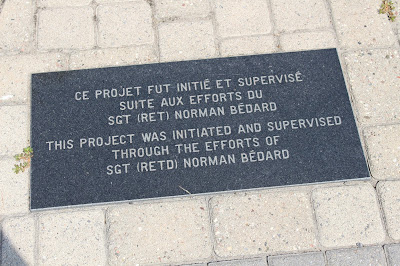 CE PROJET FUT INITIÉ ET SUPERVISÉ
SUITE AUX EFFORTS DU
SGT (RET) NORMAN BÉDARD
THIS PROJECT WAS INITIATED AND SUPERVISED
THROUGH THE EFFORTS OF
SGT (RETD) NORMAN BÉDARD